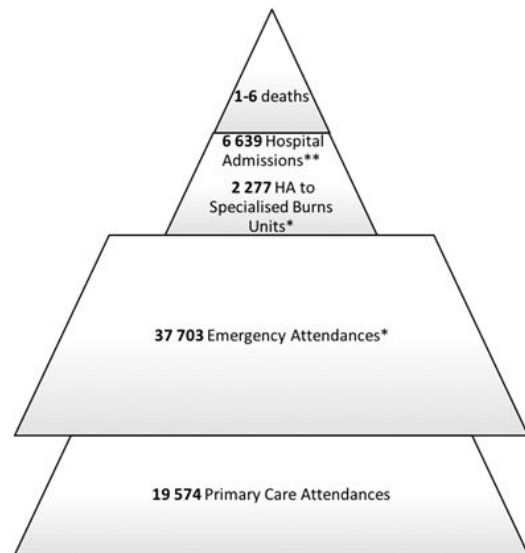 1-6 deaths
6 639 Hospital
Admissions**
2 277 HA to
Specialised Burns
Units*
37 703 Emergency Attendances*
19 574 Primary Care Attendances